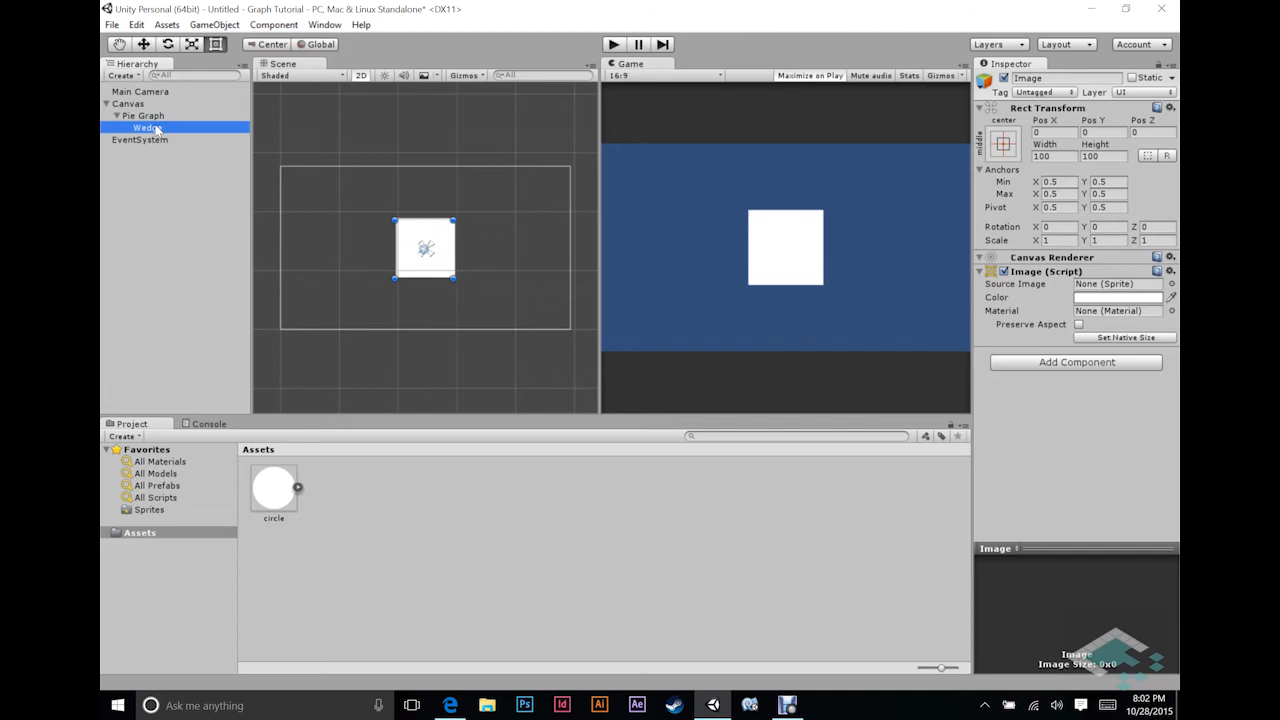 Unity Personal (64bit) - Untitled - Graph Tutorial - PC, Mac & Linux Standalone* <DX11>
File Edit Assets GameObject Component Window Help
Center Global Layers Layout Account
Hierarchy
Create All
Main Camera
Canvas
Pie Graph
Wedge
EventSystem
Scene
Shaded 2D Gizmos All
Game
16:9 Maximize on Play Mute audio Stats Gizmos
Inspector
Image Static
Tag Untagged Layer UI
Rect Transform
center Pos X Pos Y Pos Z
middle 0 0 0
Width Height
100 100 R
Anchors
Min X 0.5 Y 0.5
Max X 0.5 Y 0.5
Pivot X 0.5 Y 0.5
Rotation X 0 Y 0 Z 0
Scale X 1 Y 1 Z 1
Canvas Renderer
Image (Script)
Source Image None (Sprite)
Color
Material None (Material)
Preserve Aspect
Set Native Size
Add Component
Project Console
Create
Favorites
All Materials
All Models
All Prefabs
All Scripts
Sprites
Assets
Assets
circle
Image
Image
Image Size: 0x0
Ask me anything
Ps Id Ai Ae
8:02 PM
10/28/2015